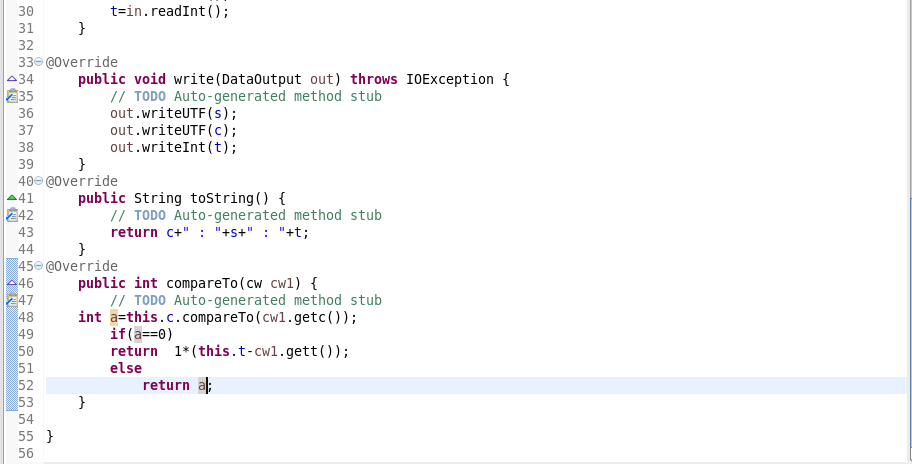 30 t=in.readInt();
31 }
32
33 @Override
34 public void write(DataOutput out) throws IOException {
35 // TODO Auto-generated method stub
36 out.writeUTF(s);
37 out.writeUTF(c);
38 out.writeInt(t);
39 }
40 @Override
41 public String toString() {
42 // TODO Auto-generated method stub
43 return c+" : "+s+" : "+t;
44 }
45 @Override
46 public int compareTo(cw cw1) {
47 // TODO Auto-generated method stub
48 int a=this.c.compareTo(cw1.getc());
49 if(a==0)
50 return  1*(this.t-cw1.gett());
51 else
52 return a;
53 }
54
55 }
56